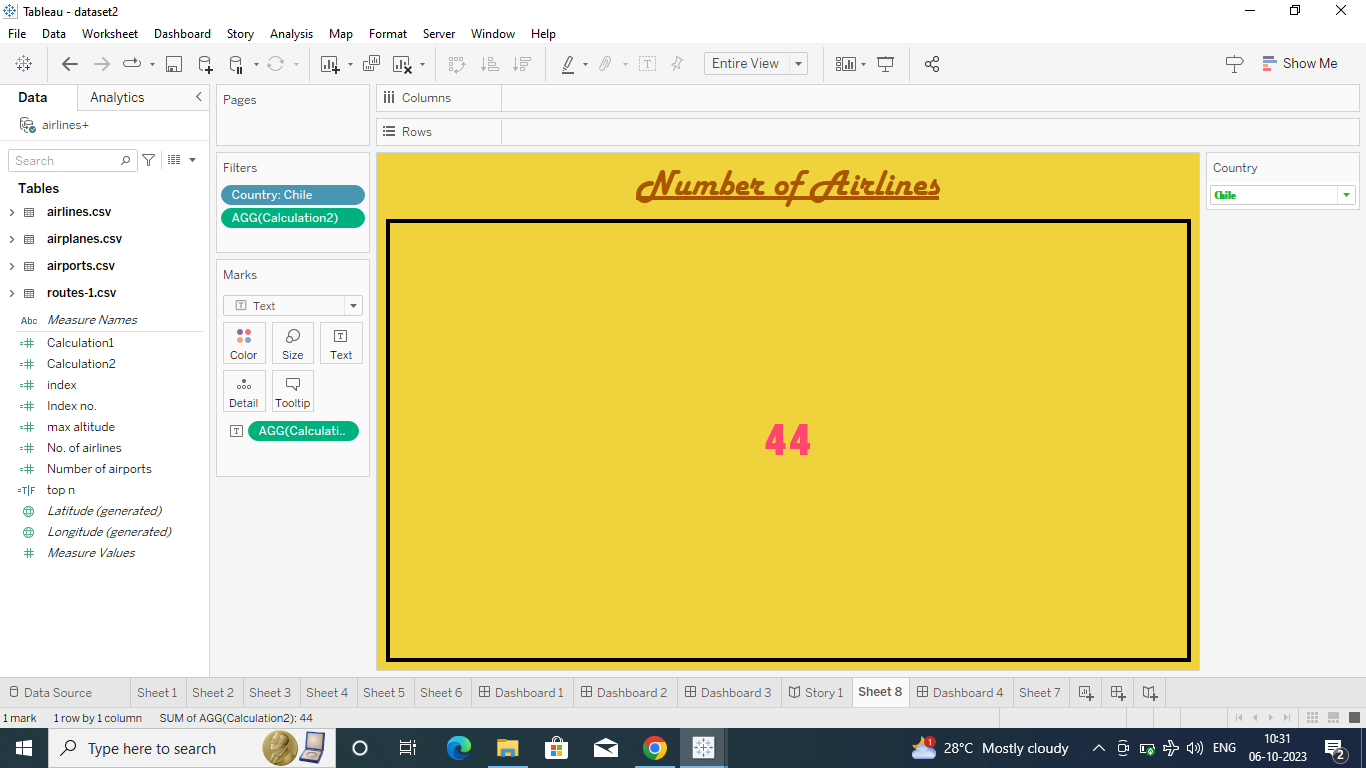 Tableau - dataset2
File Data Worksheet Dashboard Story Analysis Map Format Server Window Help
Entire View
Show Me
Data Analytics
airlines+
Search
Tables
airlines.csv
airplanes.csv
airports.csv
routes-1.csv
Abc Measure Names
=# Calculation1
=# Calculation2
=# index
=# Index no.
=# max altitude
=# No. of airlines
=# Number of airports
=T|F top n
Latitude (generated)
Longitude (generated)
# Measure Values
Pages
Filters
Country: Chile
AGG(Calculation2)
Marks
T Text
Color Size T Text
Detail Tooltip
T AGG(Calculati..
Columns
Rows
Number of Airlines
44
Country
Chile
Data Source Sheet 1 Sheet 2 Sheet 3 Sheet 4 Sheet 5 Sheet 6 Dashboard 1 Dashboard 2 Dashboard 3 Story 1 Sheet 8 Dashboard 4 Sheet 7
1 mark 1 row by 1 column SUM of AGG(Calculation2): 44
Type here to search
1 28°C Mostly cloudy ENG 10:31
06-10-2023 2